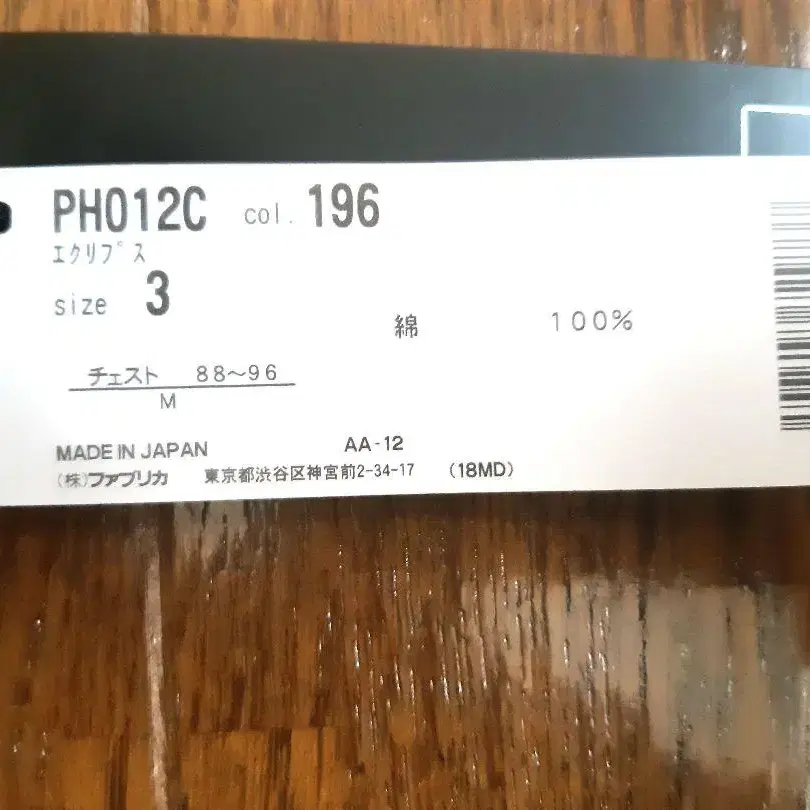 PH012C col. 196
エクリプス
size 3
綿 100%
チェスト 88〜96
M
MADE IN JAPAN AA-12
(株)ファブリカ 東京都渋谷区神宮前2-34-17 (18MD)